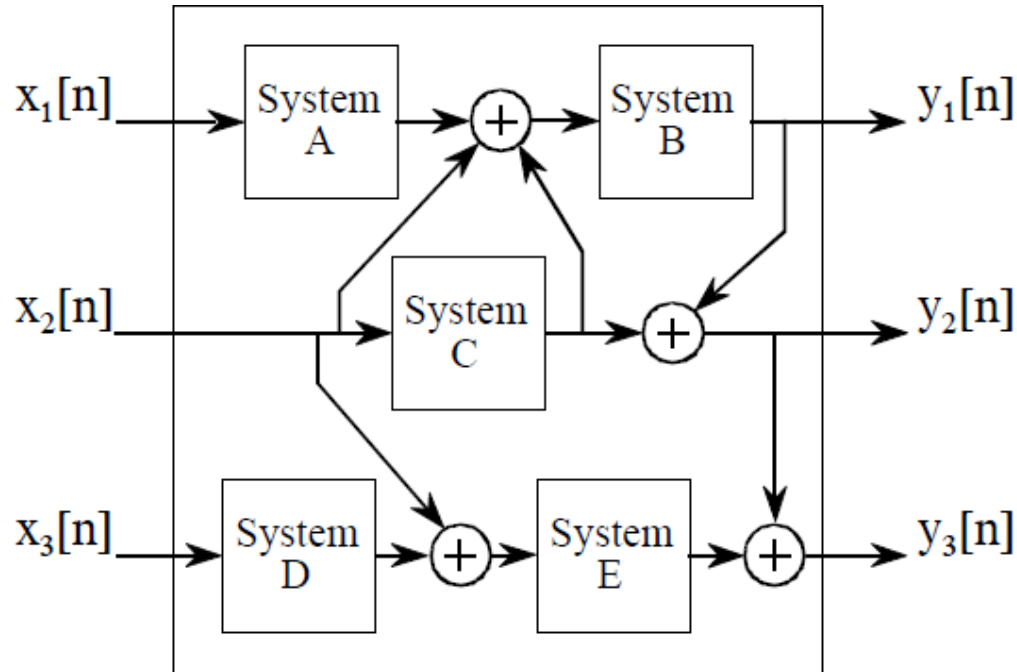 x₁[n]
System
A
+
System
B
y₁[n]
x₂[n]
System
C
+
y₂[n]
x₃[n]
System
D
+
System
E
+
y₃[n]